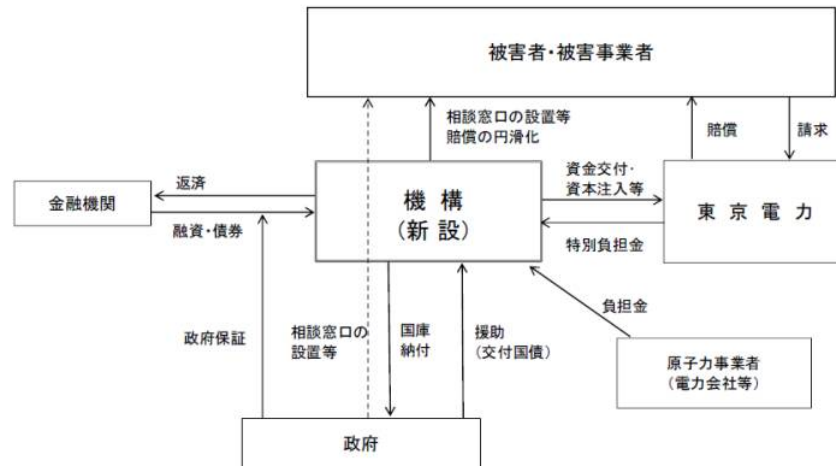 被害者・被害事業者
相談窓口の設置等
賠償の円滑化
賠償
請求
金融機関
返済
融資・債券
機構
(新設)
資金交付・
資本注入等
特別負担金
東京電力
政府保証
相談窓口の
設置等
国庫
納付
援助
(交付国債)
負担金
原子力事業者
(電力会社等)
政府